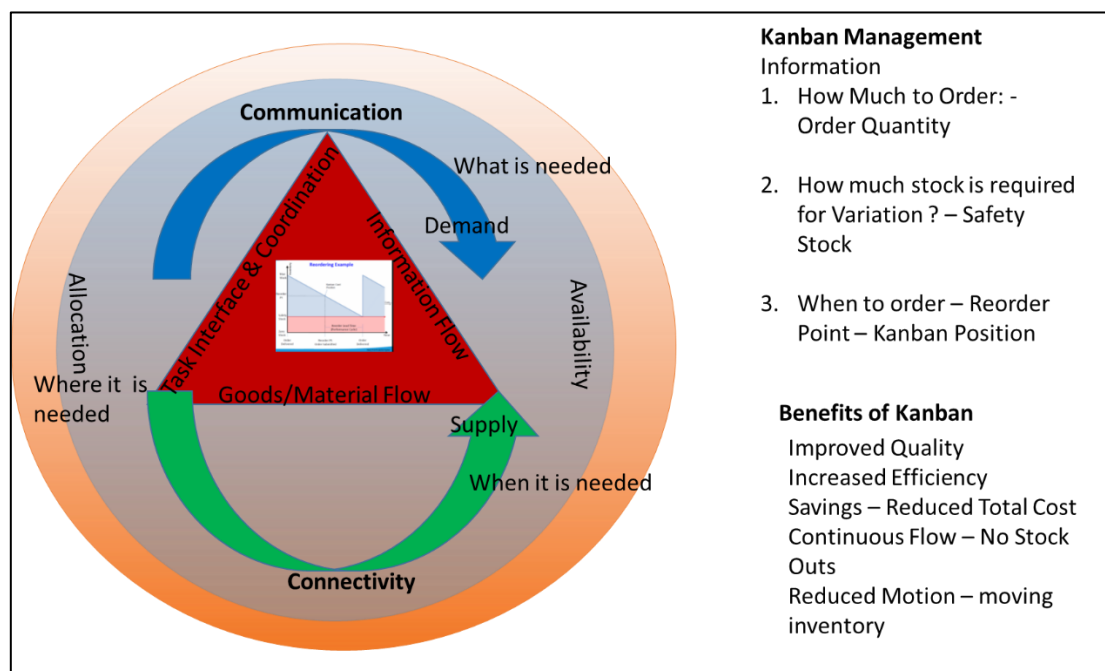 Communication
What is needed
Demand
Task Interface & Coordination
Information Flow
Reordering Example
Allocation
Availability
Where it is
needed
Goods/Material Flow
Supply
When it is needed
Connectivity
Kanban Management
Information
1. How Much to Order: -
Order Quantity
2. How much stock is required
for Variation ? – Safety
Stock
3. When to order – Reorder
Point – Kanban Position
Benefits of Kanban
Improved Quality
Increased Efficiency
Savings – Reduced Total Cost
Continuous Flow – No Stock
Outs
Reduced Motion – moving
inventory